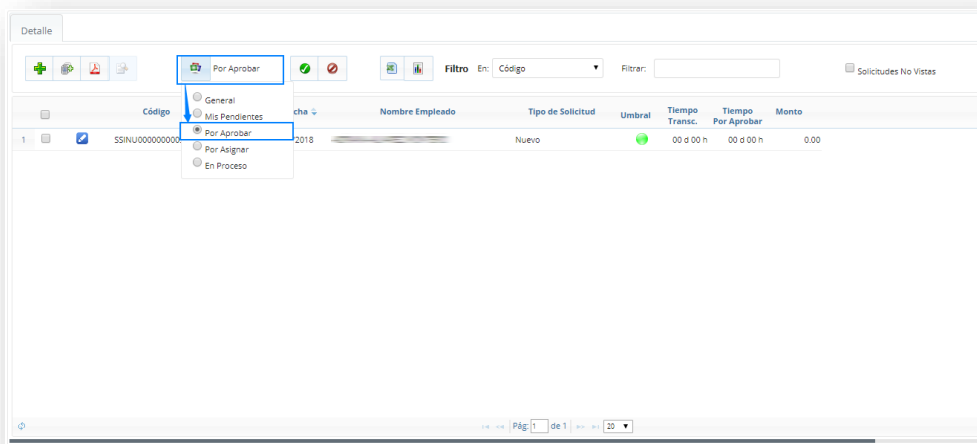 Detalle
Por Aprobar Filtro En: Código Filtrar: Solicitudes No Vistas
General
Mis Pendientes
Por Aprobar
Por Asignar
En Proceso
Código cha Nombre Empleado Tipo de Solicitud Umbral Tiempo Transc. Tiempo Por Aprobar Monto
1 SSINU000000000 2018 Nuevo 00 d 00 h 00 d 00 h 0.00
Pág: 1 de 1 20